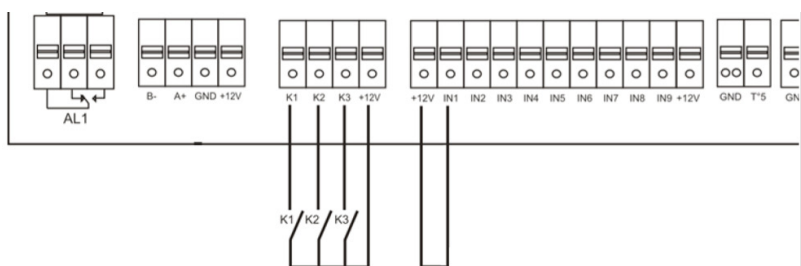 B- A+ GND +12V K1 K2 K3 +12V +12V IN1 IN2 IN3 IN4 IN5 IN6 IN7 IN8 IN9 +12V GND T°5
AL1
K1 K2 K3